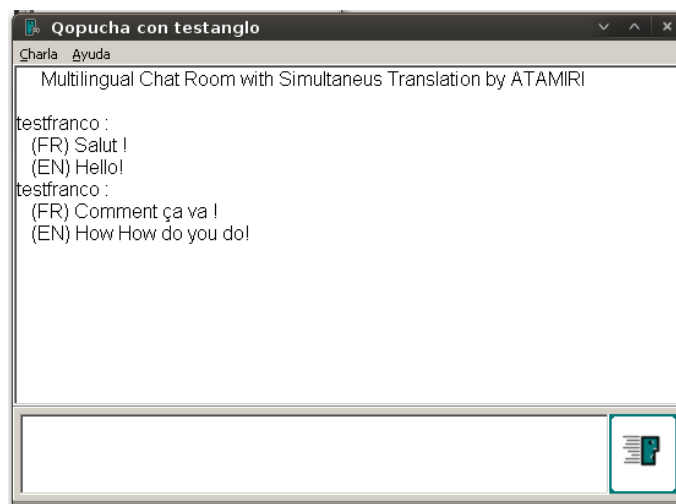 Qopucha con testanglo
Charla Ayuda
Multilingual Chat Room with Simultaneus Translation by ATAMIRI
testfranco :
(FR) Salut !
(EN) Hello!
testfranco :
(FR) Comment ça va !
(EN) How How do you do!